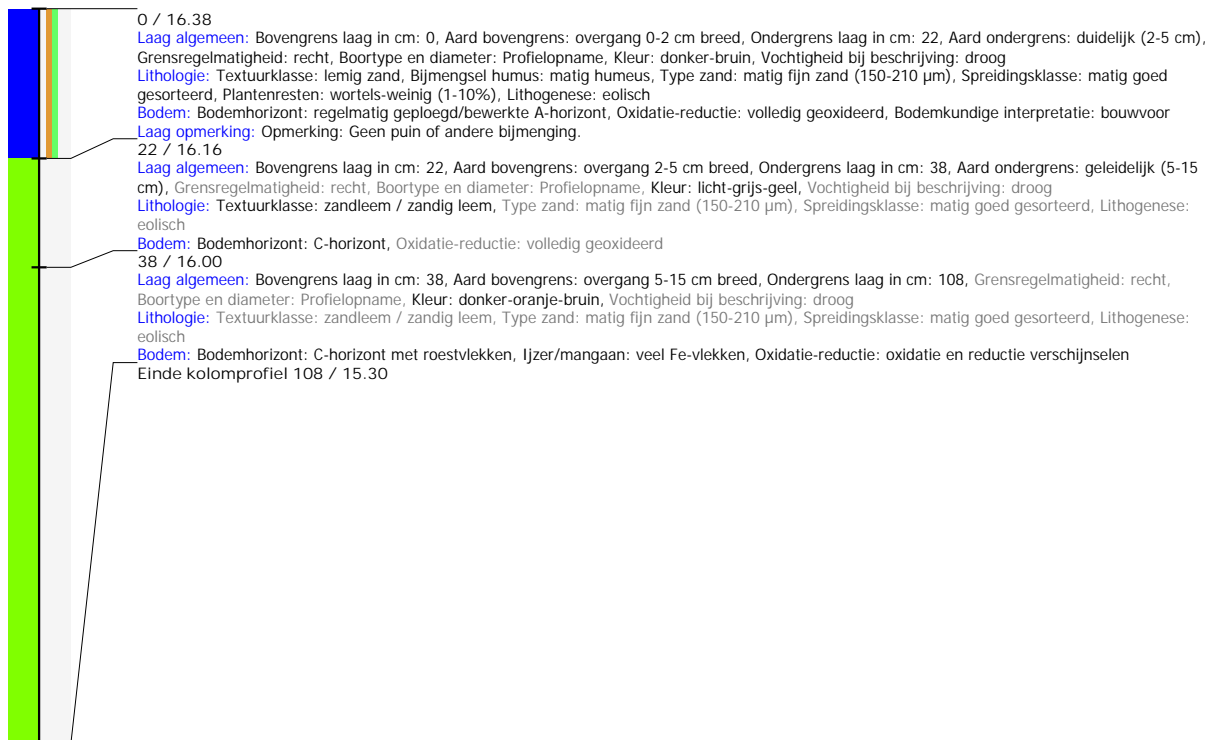 0 / 16.38
Laag algemeen: Bovengrens laag in cm: 0, Aard bovengrens: overgang 0-2 cm breed, Ondergrens laag in cm: 22, Aard ondergrens: duidelijk (2-5 cm),
Grensregelmatigheid: recht, Boortype en diameter: Profielopname, Kleur: donker-bruin, Vochtigheid bij beschrijving: droog
Lithologie: Textuurklasse: lemig zand, Bijmengsel humus: matig humeus, Type zand: matig fijn zand (150-210 µm), Spreidingsklasse: matig goed
gesorteerd, Plantenresten: wortels-weinig (1-10%), Lithogenese: eolisch
Bodem: Bodemhorizont: regelmatig geploegd/bewerkte A-horizont, Oxidatie-reductie: volledig geoxideerd, Bodemkundige interpretatie: bouwvoor
Laag opmerking: Opmerking: Geen puin of andere bijmenging.
22 / 16.16
Laag algemeen: Bovengrens laag in cm: 22, Aard bovengrens: overgang 2-5 cm breed, Ondergrens laag in cm: 38, Aard ondergrens: geleidelijk (5-15
cm), Grensregelmatigheid: recht, Boortype en diameter: Profielopname, Kleur: licht-grijs-geel, Vochtigheid bij beschrijving: droog
Lithologie: Textuurklasse: zandleem / zandig leem, Type zand: matig fijn zand (150-210 µm), Spreidingsklasse: matig goed gesorteerd, Lithogenese:
eolisch
Bodem: Bodemhorizont: C-horizont, Oxidatie-reductie: volledig geoxideerd
38 / 16.00
Laag algemeen: Bovengrens laag in cm: 38, Aard bovengrens: overgang 5-15 cm breed, Ondergrens laag in cm: 108, Grensregelmatigheid: recht,
Boortype en diameter: Profielopname, Kleur: donker-oranje-bruin, Vochtigheid bij beschrijving: droog
Lithologie: Textuurklasse: zandleem / zandig leem, Type zand: matig fijn zand (150-210 µm), Spreidingsklasse: matig goed gesorteerd, Lithogenese:
eolisch
Bodem: Bodemhorizont: C-horizont met roestvlekken, Ijzer/mangaan: veel Fe-vlekken, Oxidatie-reductie: oxidatie en reductie verschijnselen
Einde kolomprofiel 108 / 15.30